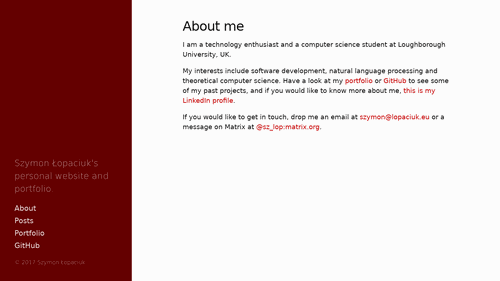 About me
I am a technology enthusiast and a computer science student at Loughborough
University, UK.
My interests include software development, natural language processing and
theoretical computer science. Have a look at my portfolio or GitHub to see some
of my past projects, and if you would like to know more about me, this is my
LinkedIn profile.
If you would like to get in touch, drop me an email at szymon@lopaciuk.eu or a
message on Matrix at @sz_lop:matrix.org.
Szymon Łopaciuk's
personal website and
portfolio.
About
Posts
Portfolio
GitHub
© 2017 Szymon Łopaciuk